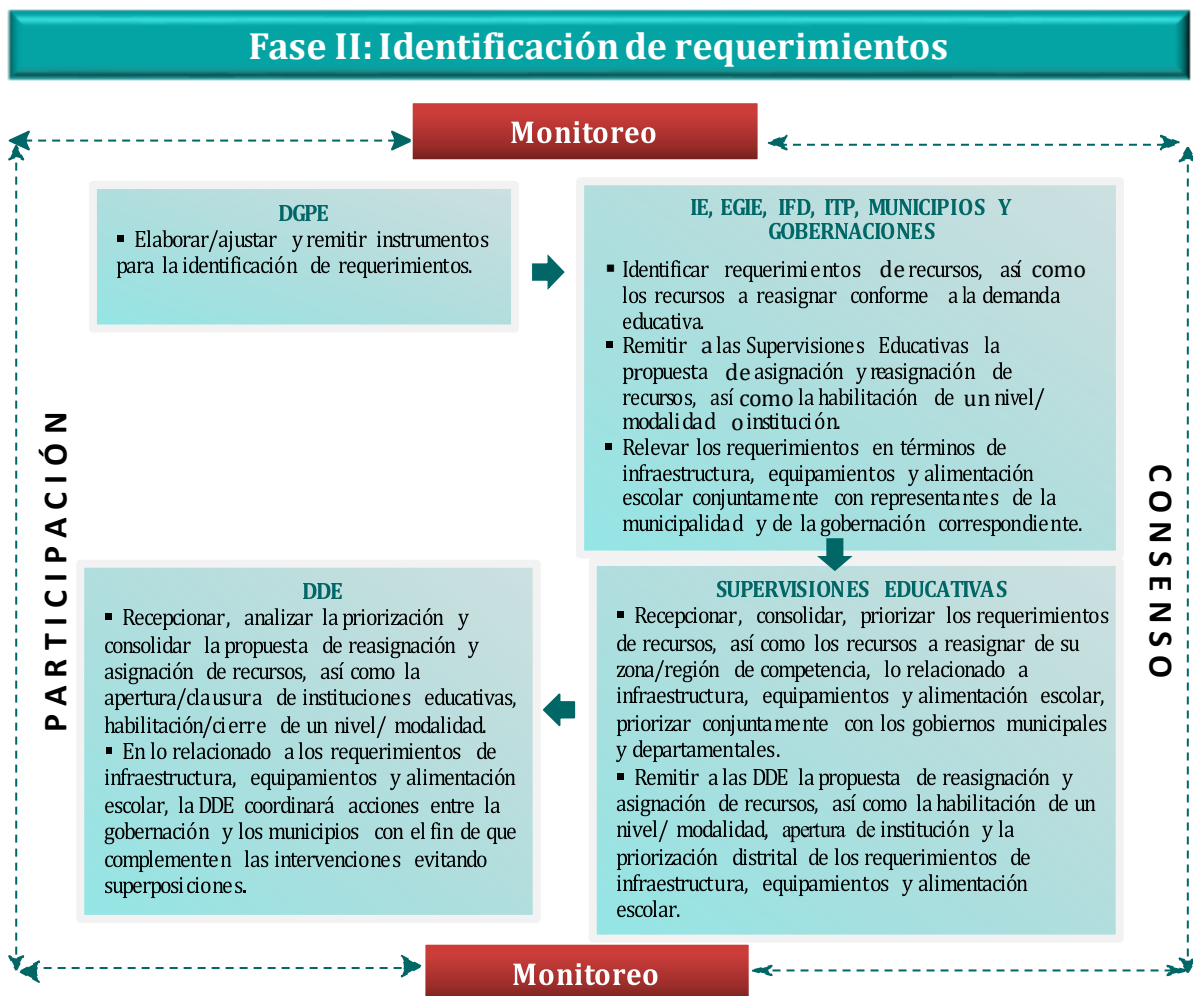 Fase II: Identificación de requerimientos
Monitoreo
DGPE
▪ Elaborar/ajustar y remitir instrumentos
para la identificación de requerimientos.
IE, EGIE, IFD, ITP, MUNICIPIOS Y
GOBERNACIONES
▪ Identificar requerimientos de recursos, así como
los recursos a reasignar conforme a la demanda
educativa.
▪ Remitir a las Supervisiones Educativas la
propuesta de asignación y reasignación de
recursos, así como la habilitación de un nivel/
modalidad o institución.
▪ Relevar los requerimientos en términos de
infraestructura, equipamientos y alimentación
escolar conjuntamente con representantes de la
municipalidad y de la gobernación correspondiente.
PARTICIPACIÓN
CONSENSO
SUPERVISIONES EDUCATIVAS
▪ Recepcionar, consolidar, priorizar los requerimientos
de recursos, así como los recursos a reasignar de su
zona/región de competencia, lo relacionado a
infraestructura, equipamientos y alimentación escolar,
priorizar conjuntamente con los gobiernos municipales
y departamentales.
▪ Remitir a las DDE la propuesta de reasignación y
asignación de recursos, así como la habilitación de un
nivel/ modalidad, apertura de institución y la
priorización distrital de los requerimientos de
infraestructura, equipamientos y alimentación
escolar.
DDE
▪ Recepcionar, analizar la priorización y
consolidar la propuesta de reasignación y
asignación de recursos, así como la
apertura/clausura de instituciones educativas,
habilitación/cierre de un nivel/ modalidad.
▪ En lo relacionado a los requerimientos de
infraestructura, equipamientos y alimentación
escolar, la DDE coordinará acciones entre la
gobernación y los municipios con el fin de que
complementen las intervenciones evitando
superposiciones.
Monitoreo